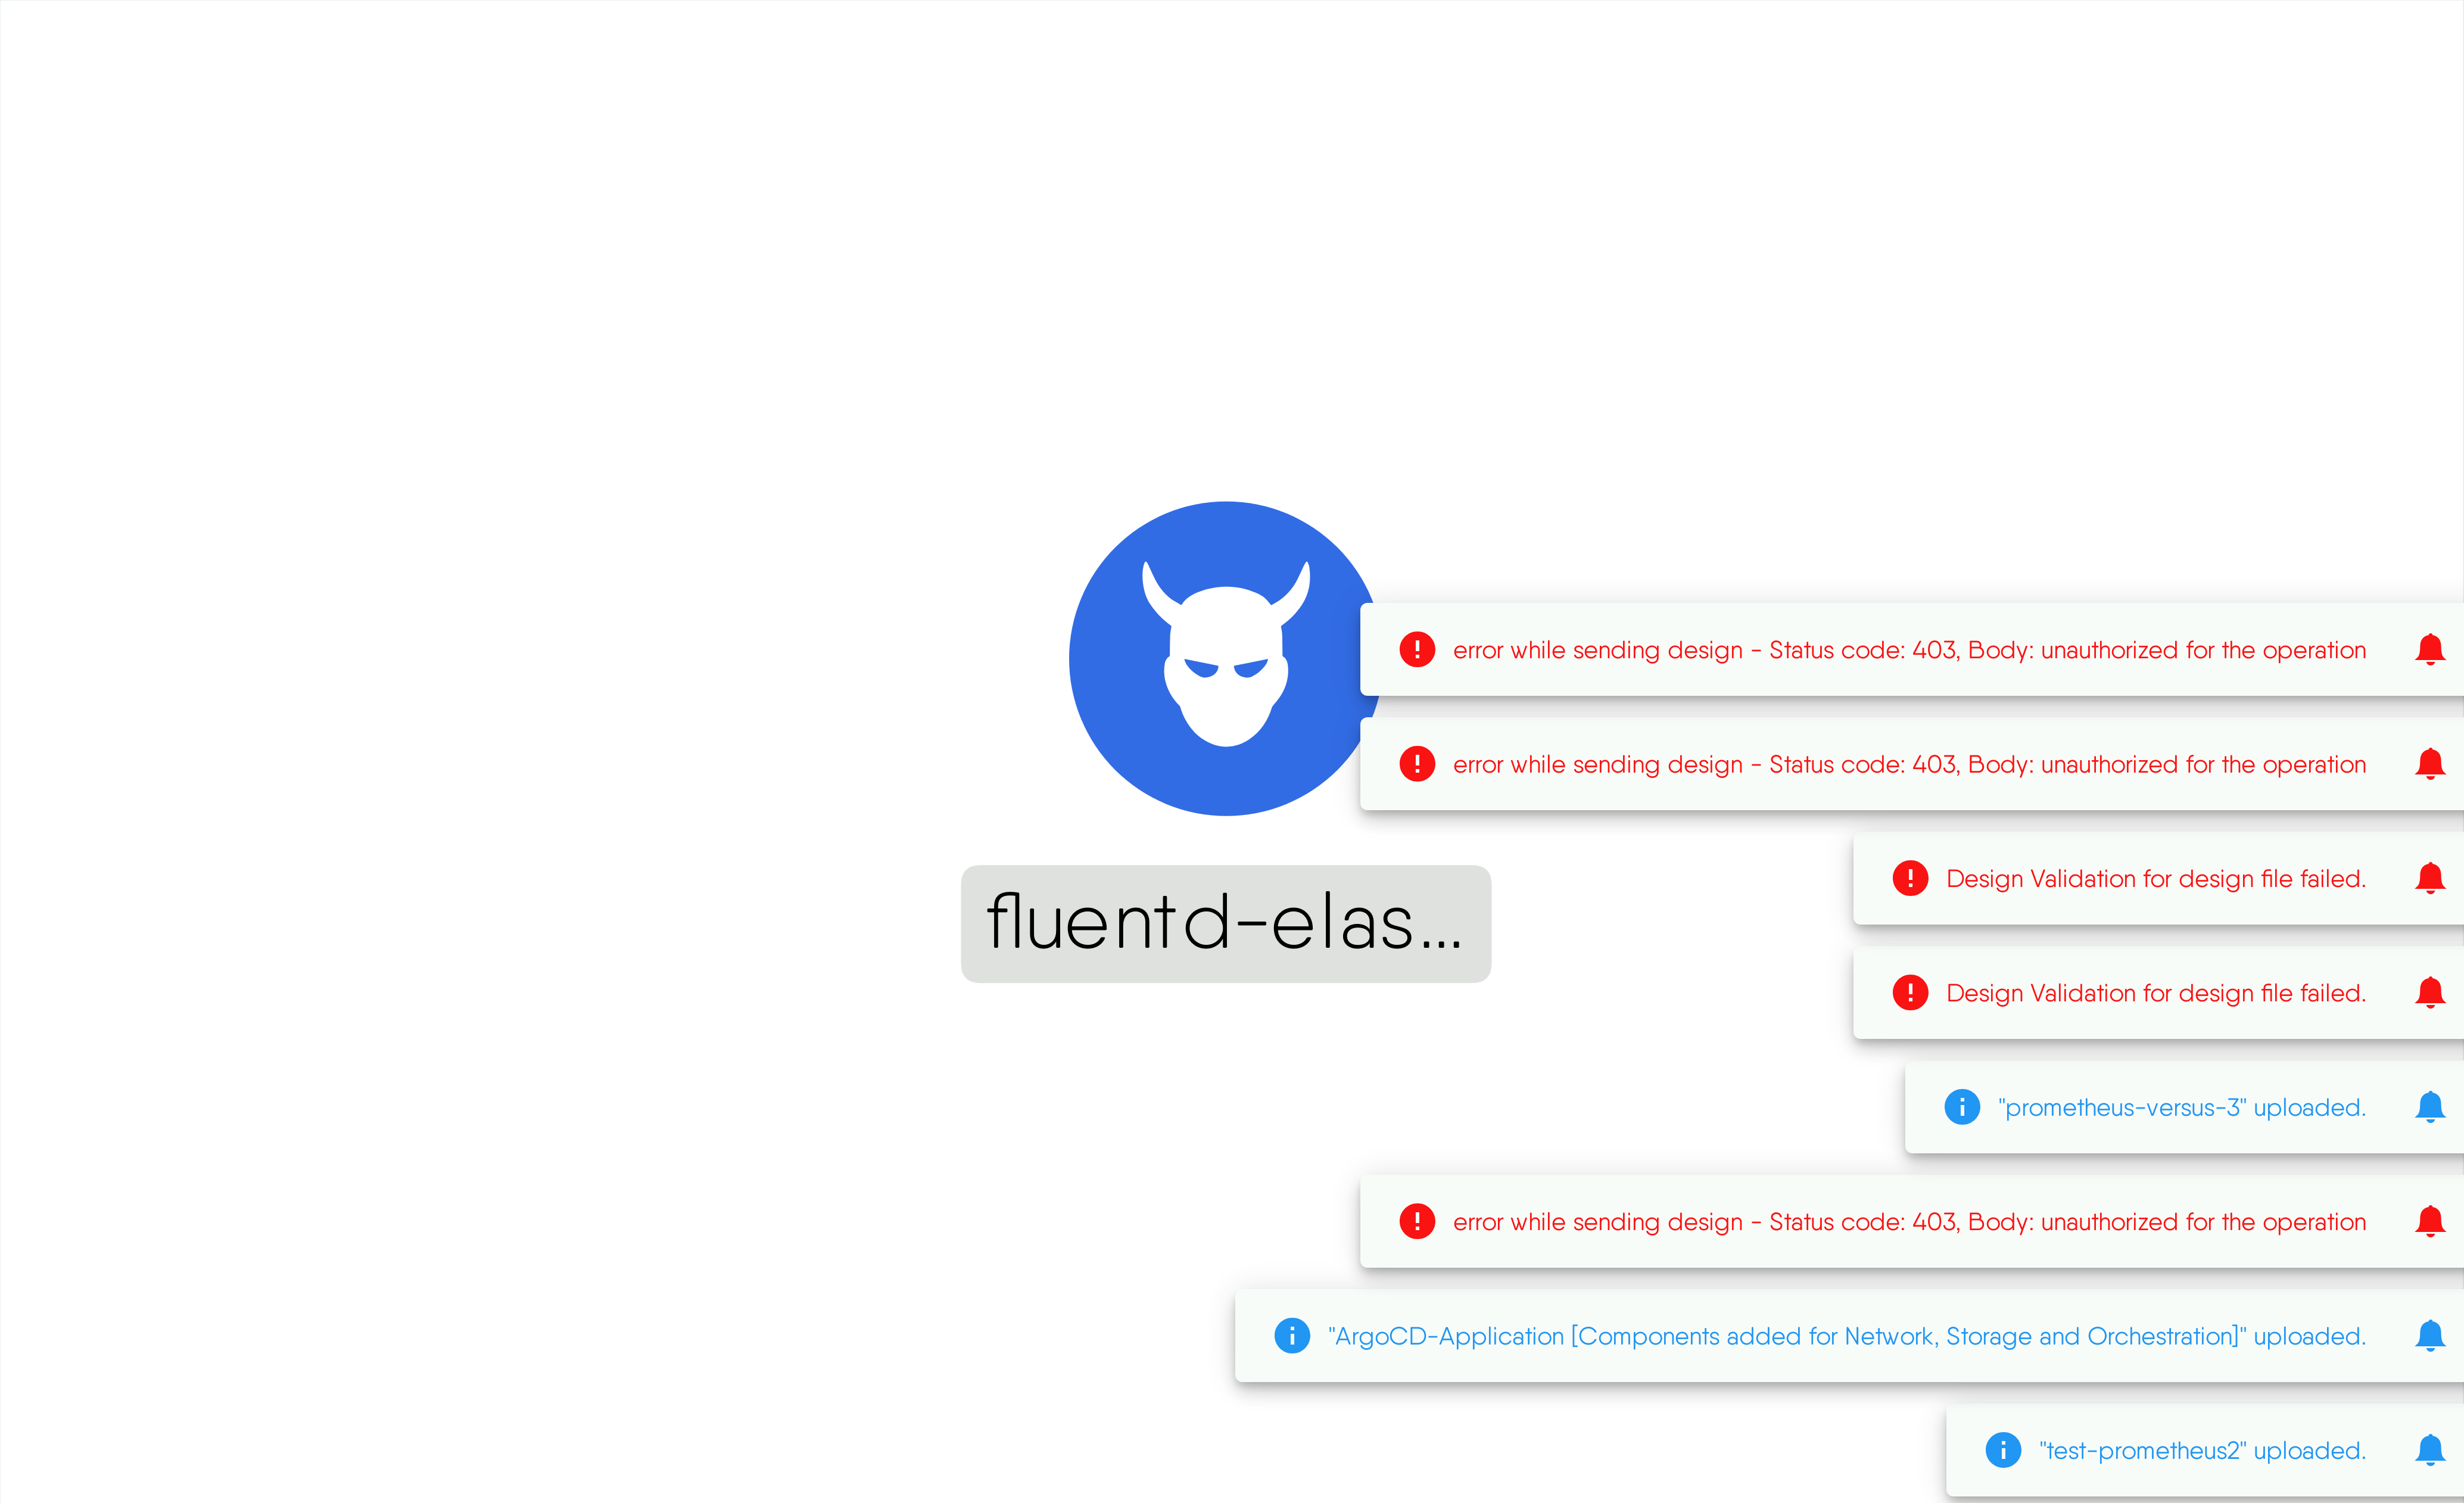 error while sending design - Status code: 403, Body: unauthorized for the operation
error while sending design - Status code: 403, Body: unauthorized for the operation
fluentd-elas...
Design Validation for design file failed.
Design Validation for design file failed.
"prometheus-versus-3" uploaded.
error while sending design - Status code: 403, Body: unauthorized for the operation
"ArgoCD-Application [Components added for Network, Storage and Orchestration]" uploaded.
"test-prometheus2" uploaded.